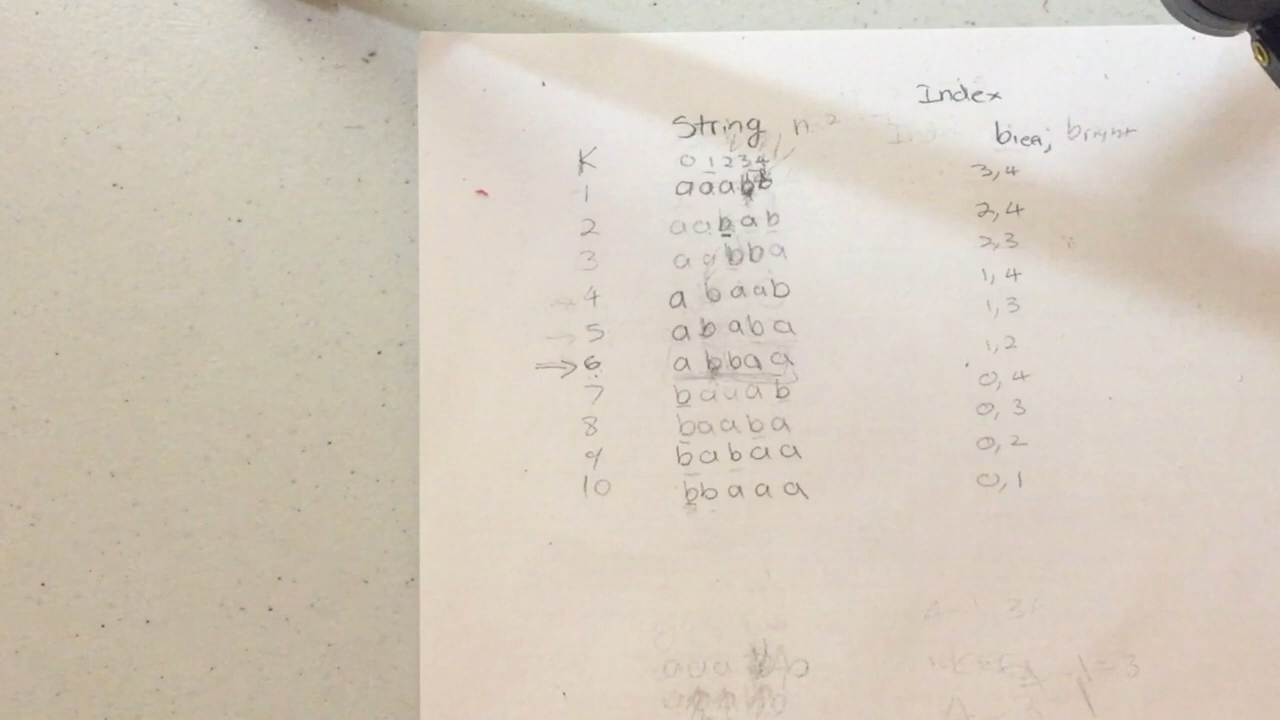 Index
String n-2 bleft, bright
K 0 1 2 3 4
1 aaabb 3,4
2 aabab 2,4
3 aabba 2,3
4 abaab 1,4
5 ababa 1,3
⇒ 6 abbaa 1,2
7 baaab 0,4
8 baaba 0,3
9 babaa 0,2
10 bbaaa 0,1